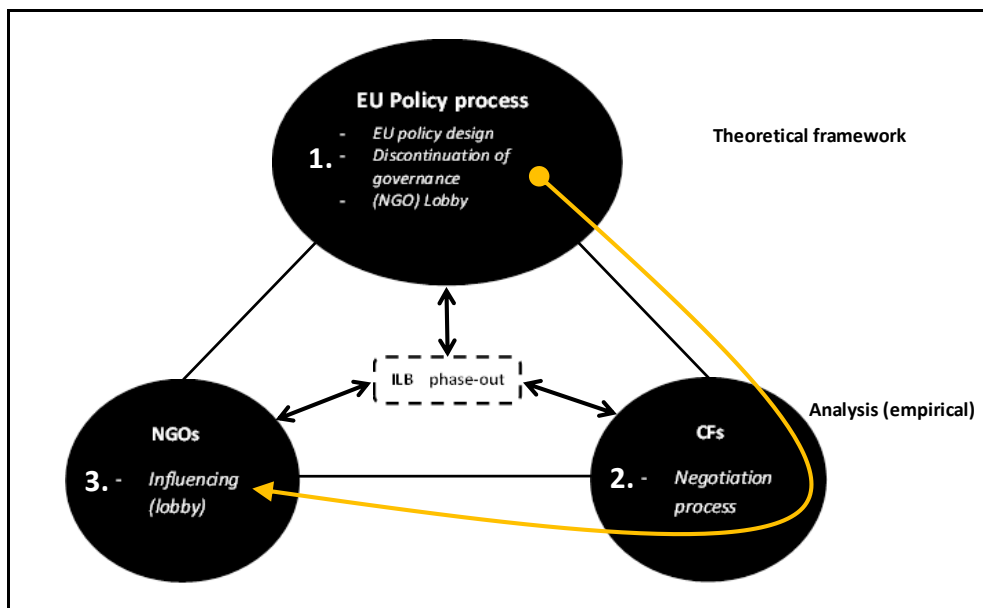 EU Policy process
1.
- EU policy design
- Discontinuation of
governance
- (NGO) Lobby
Theoretical framework
ILB phase-out
Analysis (empirical)
NGOs
3. - Influencing
(lobby)
CFs
2. - Negotiation
process